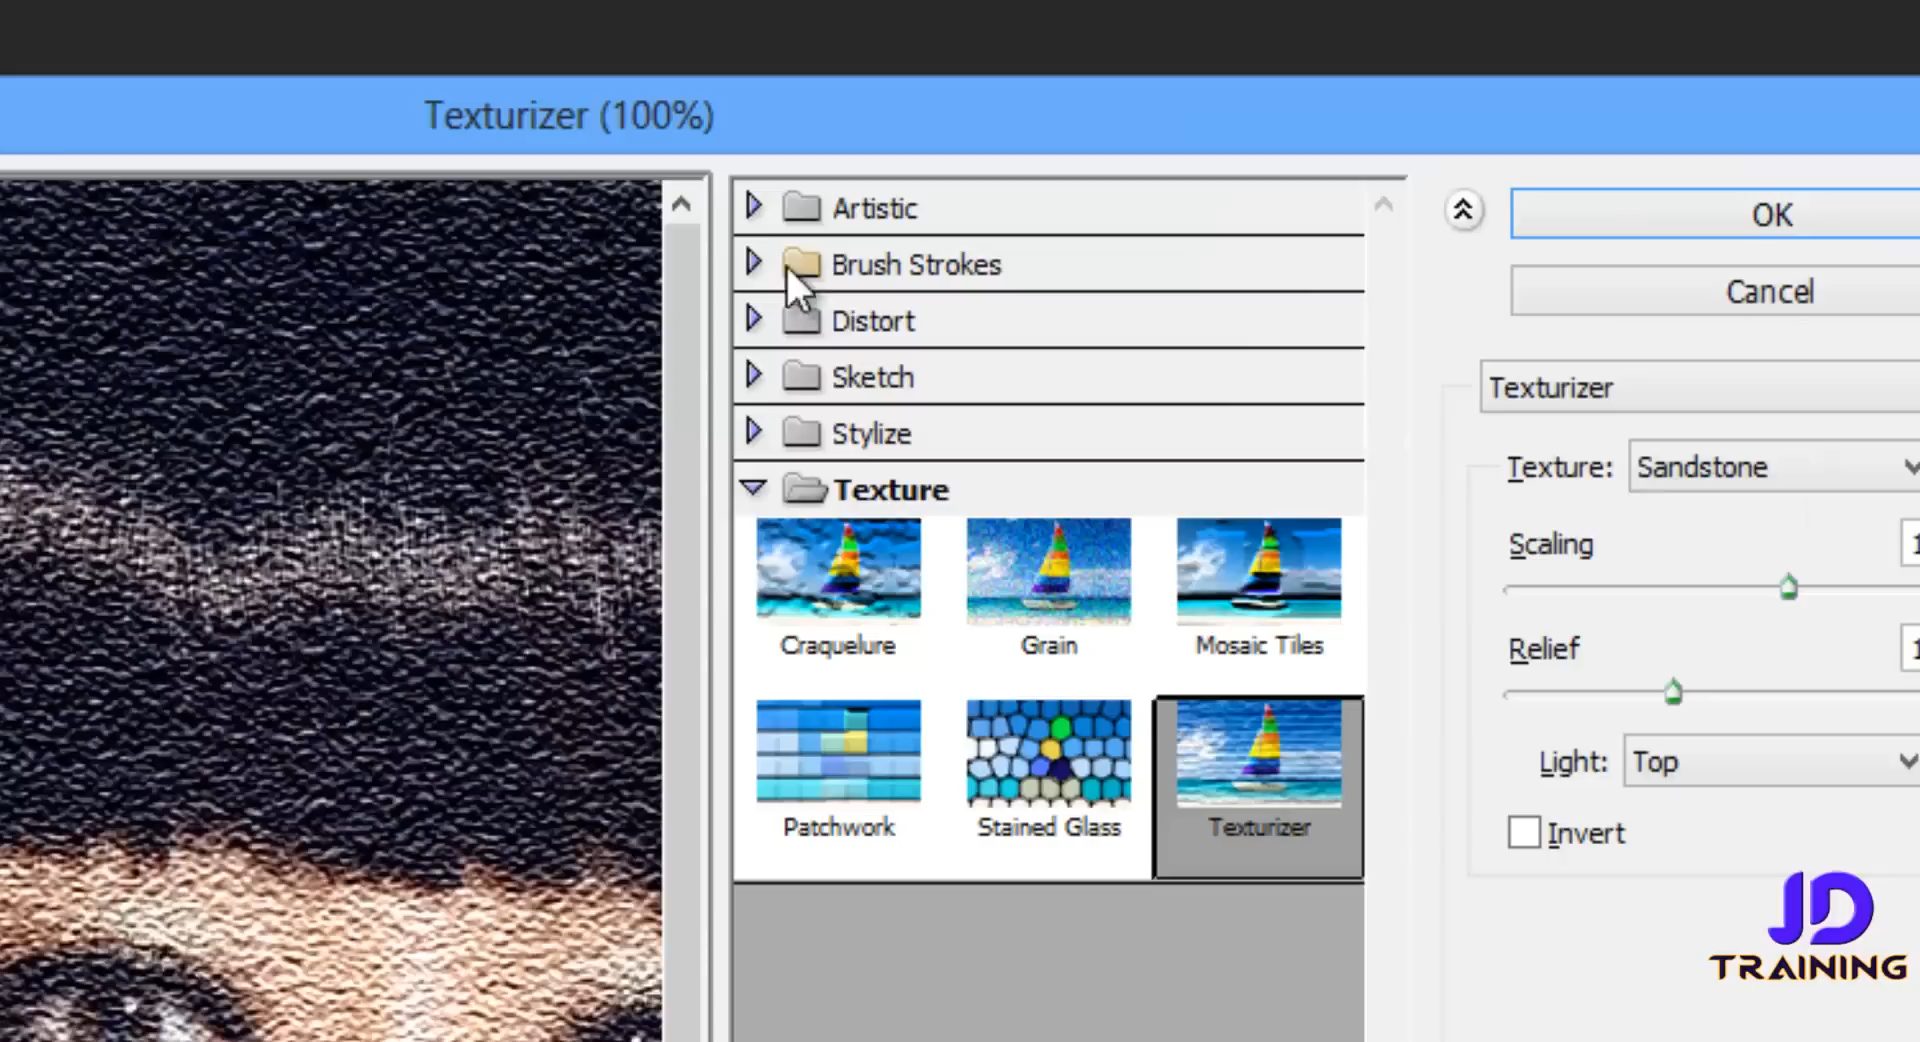 Texturizer (100%)
Artistic
Brush Strokes
Distort
Sketch
Stylize
Texture
Craquelure
Grain
Mosaic Tiles
Patchwork
Stained Glass
Texturizer
OK
Cancel
Texturizer
Texture: Sandstone
Scaling
Relief
Light: Top
Invert
JD
TRAINING